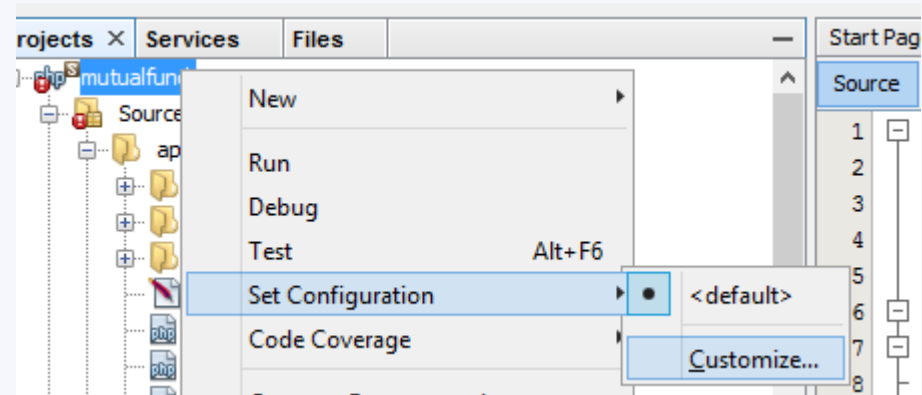 rojects × Services Files
Start Pag
mutualfund
Source
Source
ap
New
Run
Debug
Test Alt+F6
Set Configuration
<default>
Code Coverage
Customize...
1
2
3
4
5
6
7
8